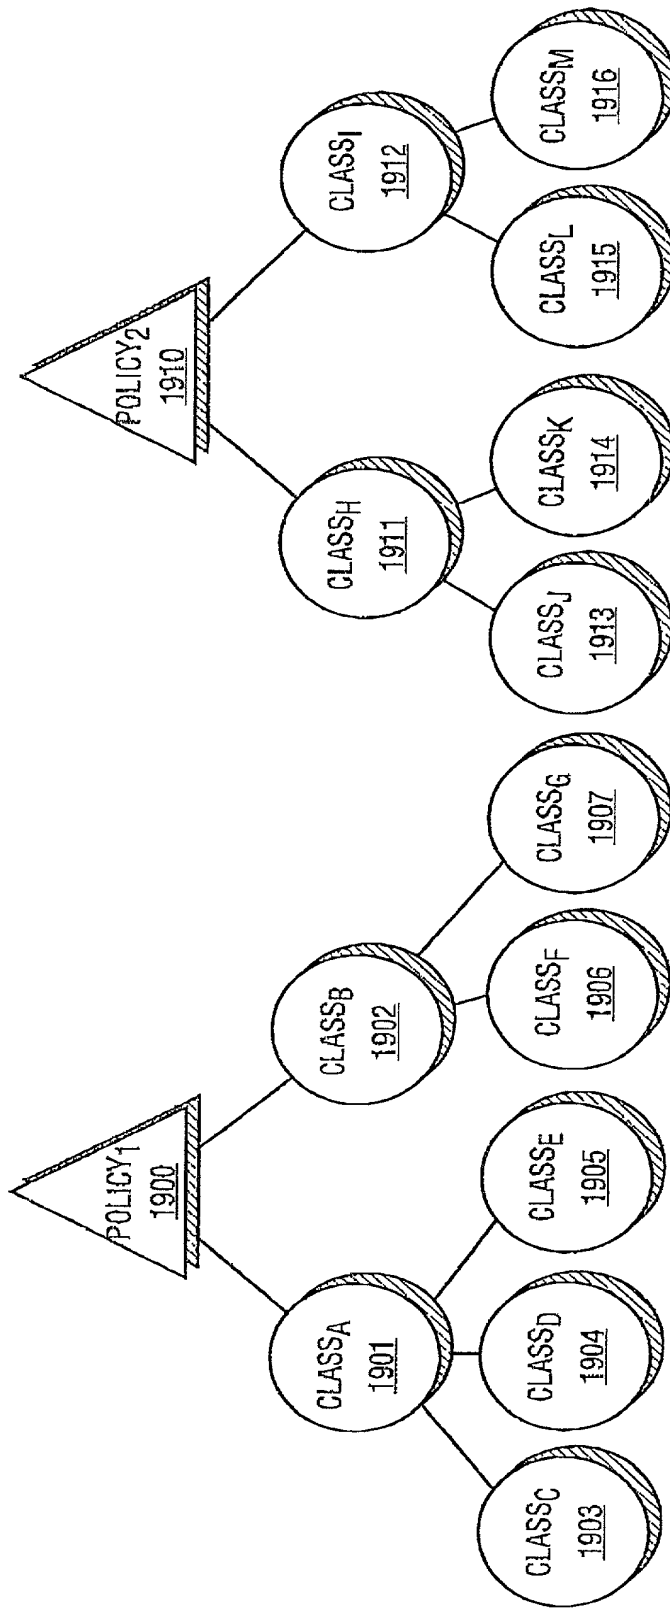 POLICY1
1900
POLICY2
1910
CLASSA
1901
CLASSB
1902
CLASSH
1911
CLASSI
1912
CLASSC
1903
CLASSD
1904
CLASSE
1905
CLASSF
1906
CLASSG
1907
CLASSJ
1913
CLASSK
1914
CLASSL
1915
CLASSM
1916